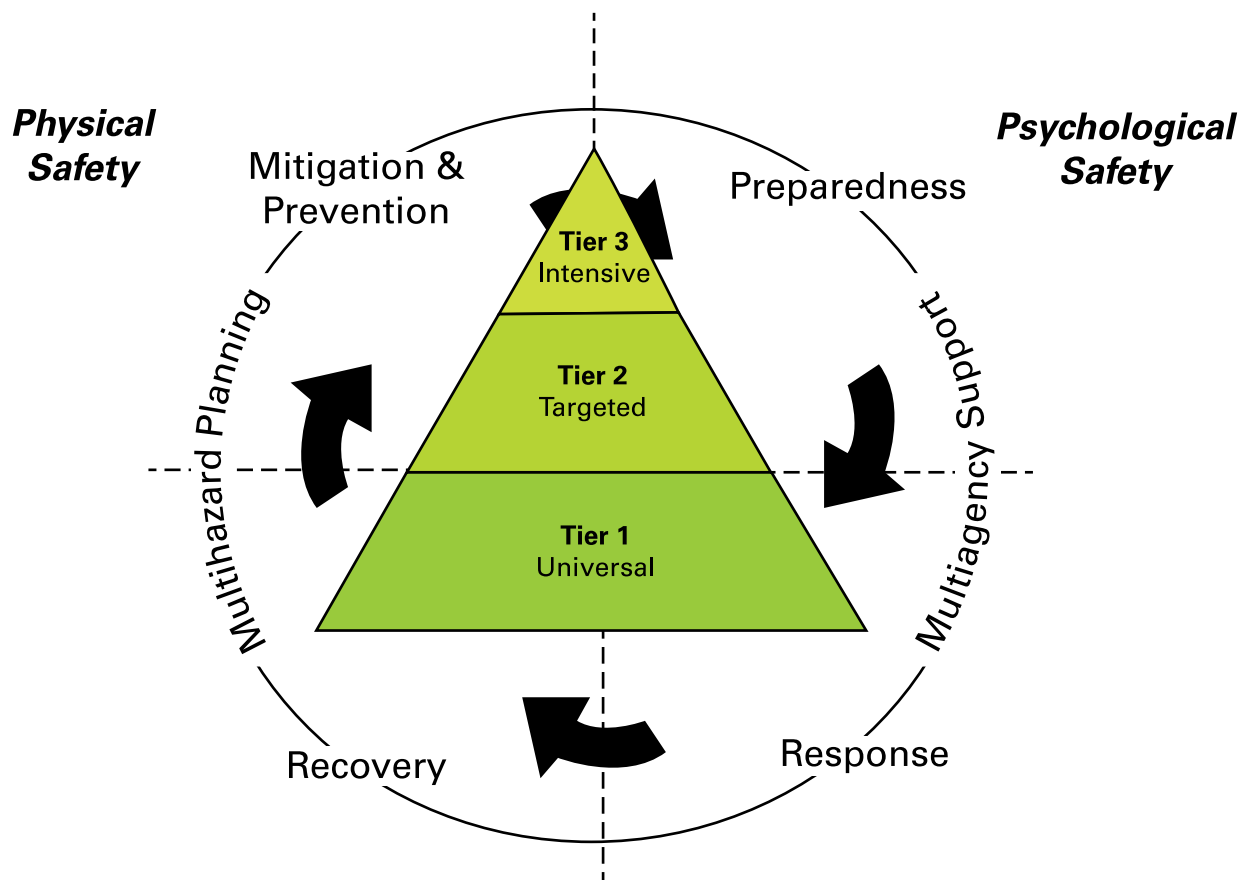 Physical
Safety
Psychological
Safety
Mitigation &
Prevention
Preparedness
Tier 3
Intensive
Multihazard Planning
Multiagency Support
Tier 2
Targeted
Tier 1
Universal
Recovery
Response